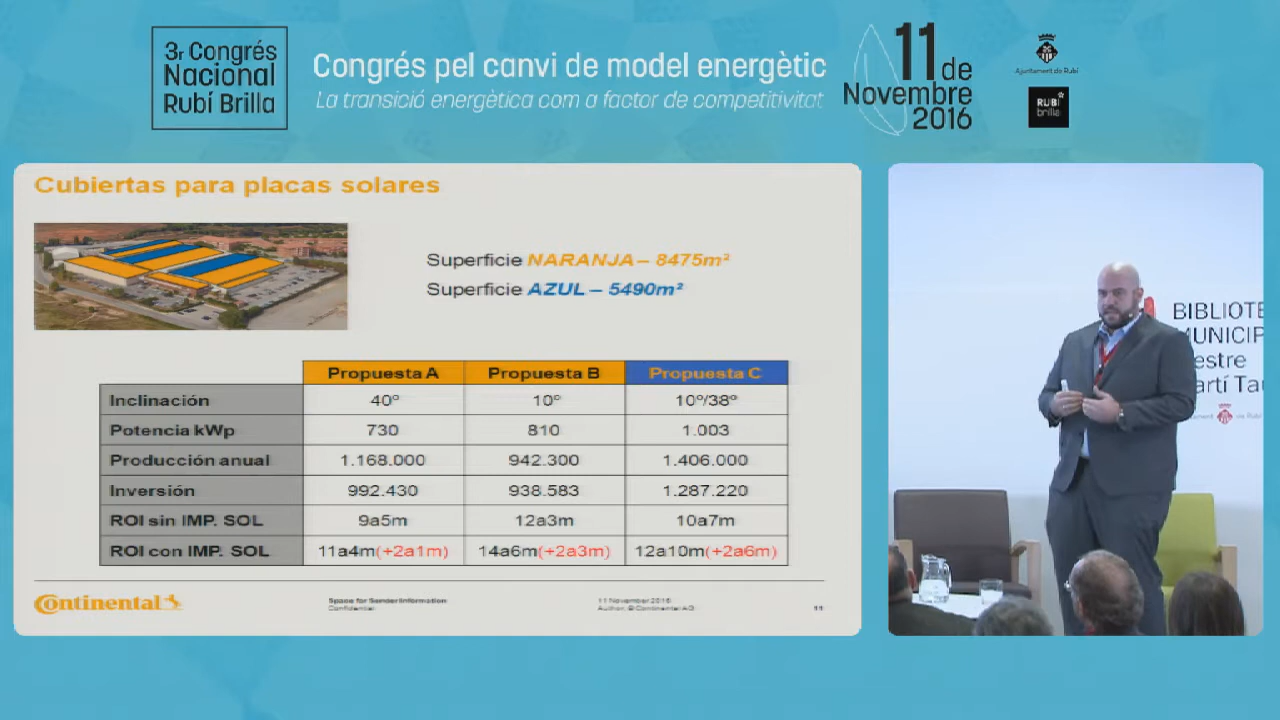 3r Congrés
Nacional
Rubí Brilla
Congrés pel canvi de model energètic
La transició energètica com a factor de competitivitat
11 de
Novembre
2016
Ajuntament de Rubí
RUBÍ
brilla
Cubiertas para placas solares
Superficie NARANJA – 8475m²
Superficie AZUL – 5490m²
Propuesta A Propuesta B Propuesta C
Inclinación 40º 10º 10º/38º
Potencia kWp 730 810 1.003
Producción anual 1.168.000 942.300 1.406.000
Inversión 992.430 938.583 1.287.220
ROI sin IMP. SOL 9a5m 12a3m 10a7m
ROI con IMP. SOL 11a4m(+2a1m) 14a6m(+2a3m) 12a10m(+2a6m)
Continental
Space for Sender Information
Confidential
11 November 2016
Author, © Continental AG
11
BIBLIOTE
MUNICIP
estre
artí Tau
de Rubí